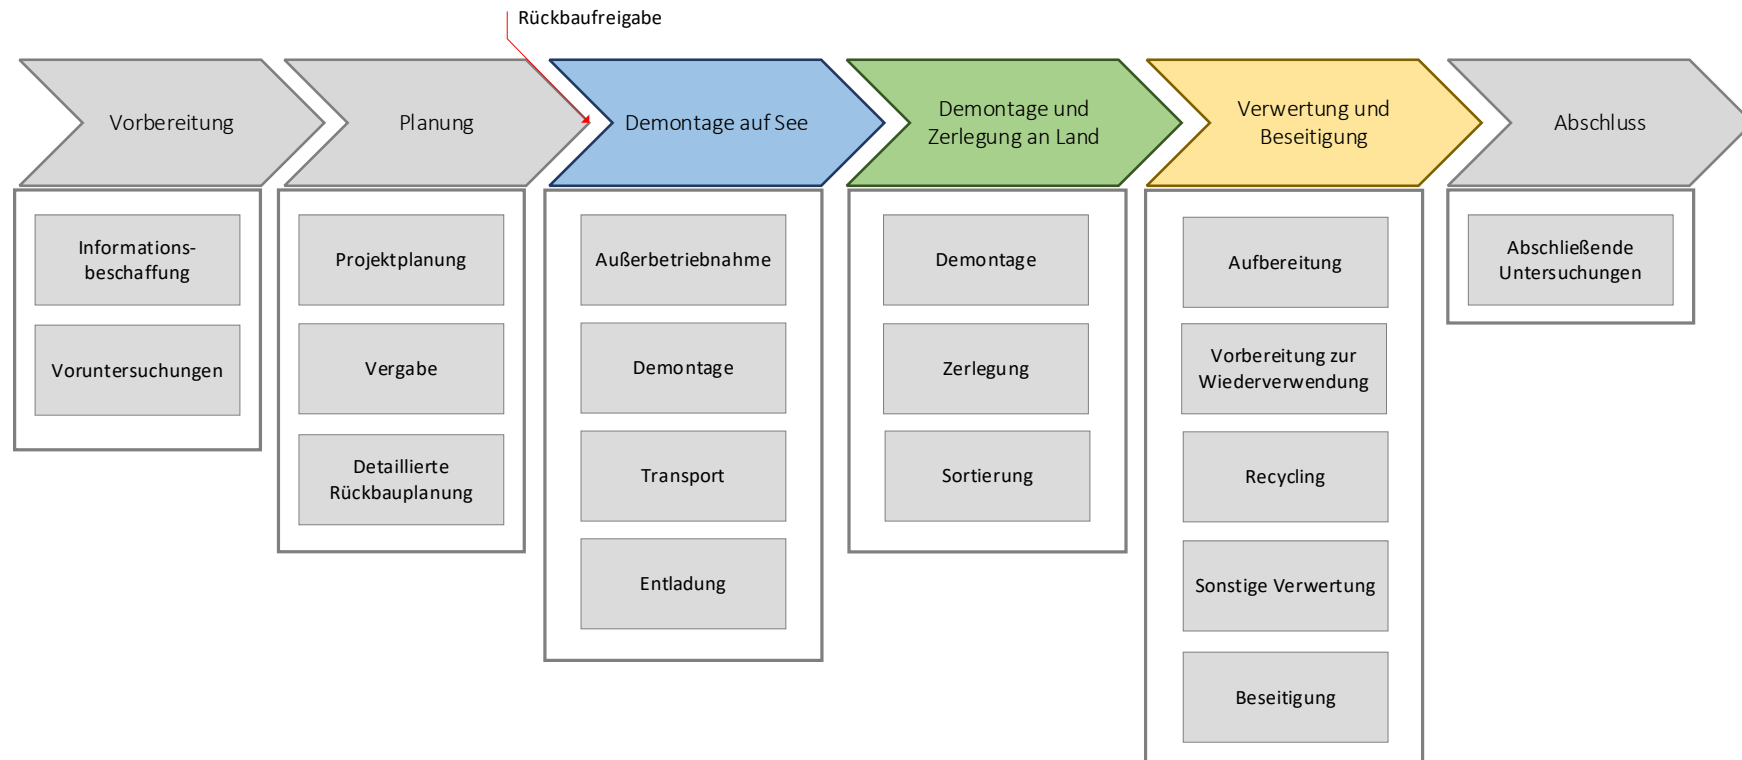 Rückbaufreigabe
Vorbereitung
Planung
Demontage auf See
Demontage und
Zerlegung an Land
Verwertung und
Beseitigung
Abschluss
Informations-
beschaffung
Voruntersuchungen
Projektplanung
Vergabe
Detaillierte
Rückbauplanung
Außerbetriebnahme
Demontage
Transport
Entladung
Demontage
Zerlegung
Sortierung
Aufbereitung
Vorbereitung zur
Wiederverwendung
Recycling
Sonstige Verwertung
Beseitigung
Abschließende
Untersuchungen